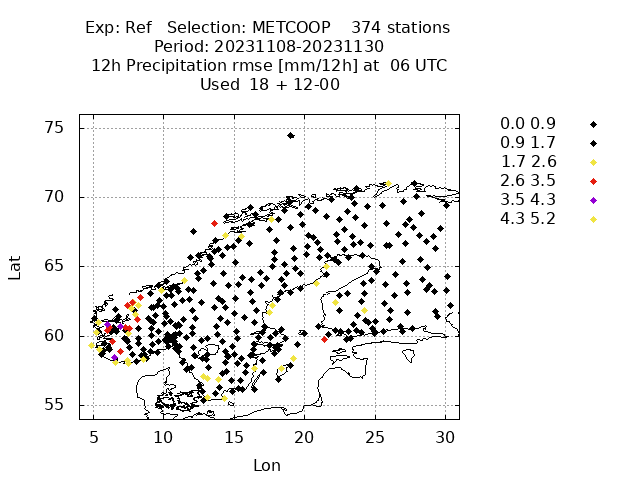 Exp: Ref   Selection: METCOOP    374 stations
Period: 20231108-20231130
12h Precipitation rmse [mm/12h] at  06 UTC
Used  18 + 12-00
0.0 0.9
0.9 1.7
1.7 2.6
2.6 3.5
3.5 4.3
4.3 5.2
75
70
65
60
55
Lat
5 10 15 20 25 30
Lon